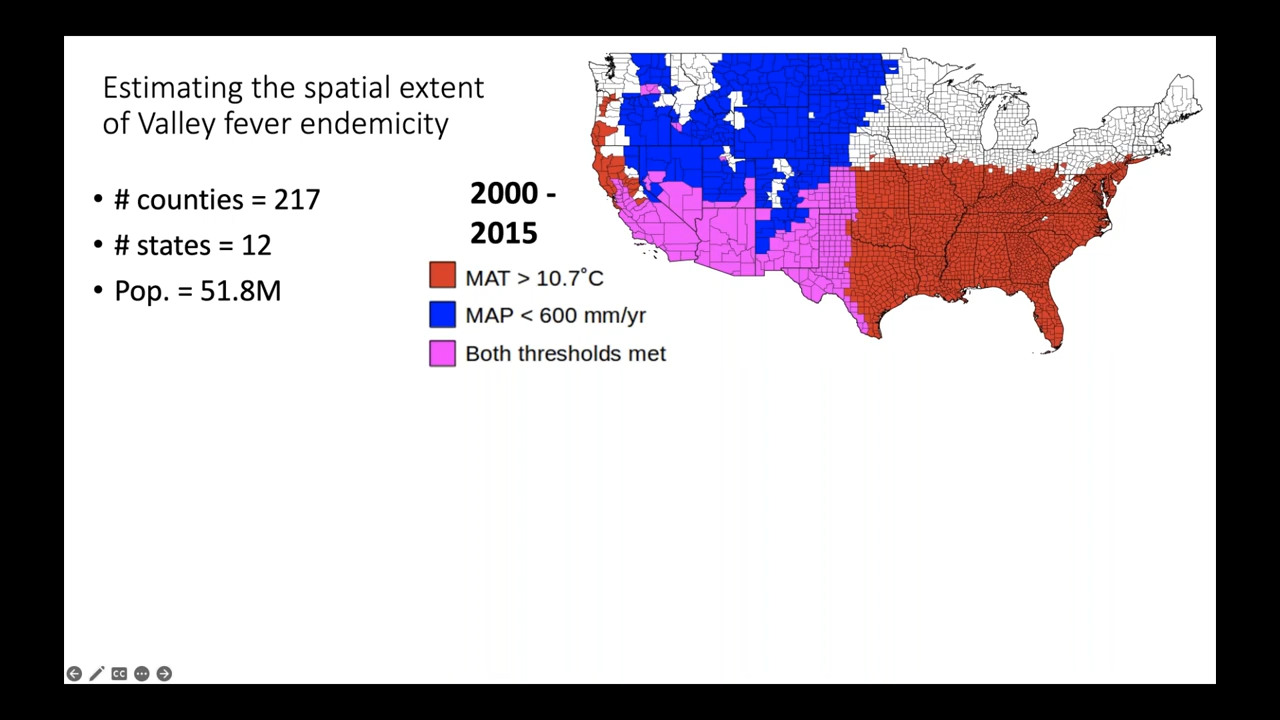 Estimating the spatial extent
of Valley fever endemicity
• # counties = 217
• # states = 12
• Pop. = 51.8M
2000 -
2015
MAT > 10.7˚C
MAP < 600 mm/yr
Both thresholds met
CC